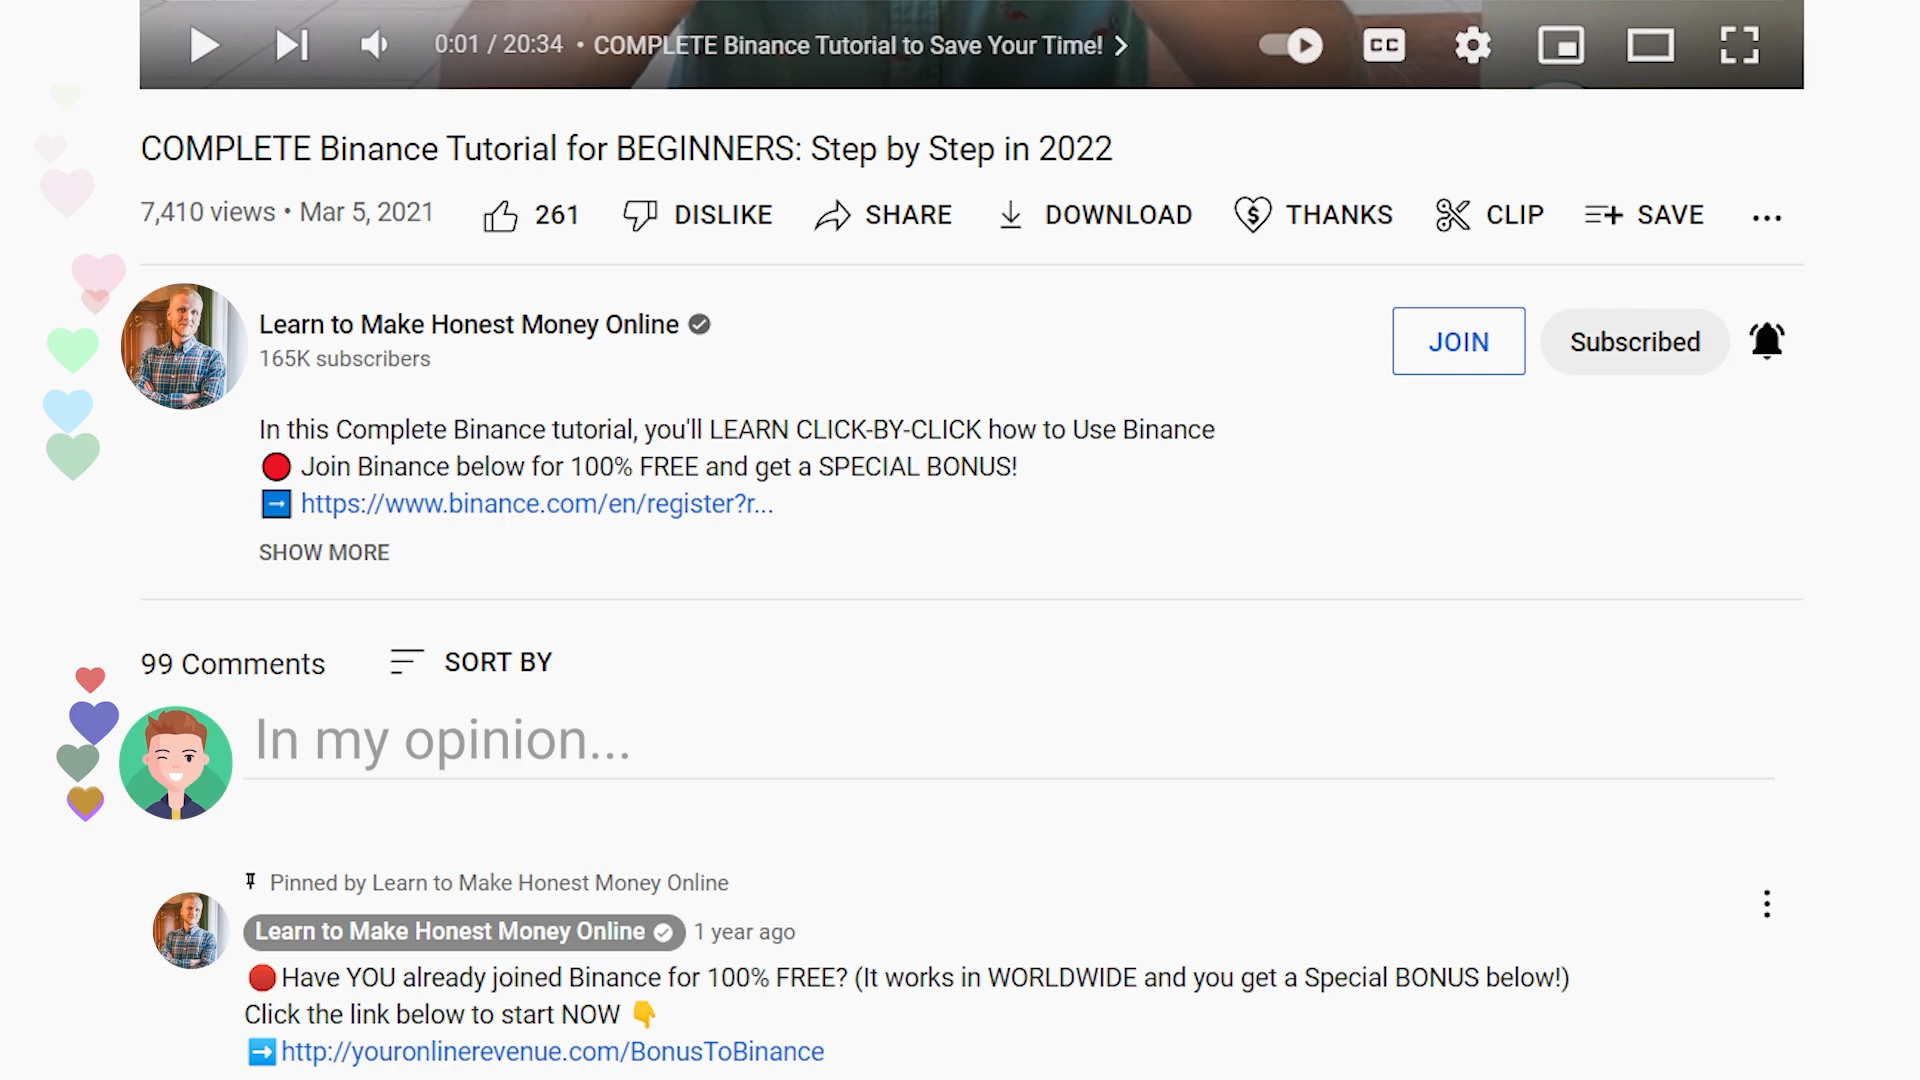 0:01 / 20:34 • COMPLETE Binance Tutorial to Save Your Time!
CC
COMPLETE Binance Tutorial for BEGINNERS: Step by Step in 2022
7,410 views • Mar 5, 2021 261 DISLIKE SHARE DOWNLOAD THANKS CLIP SAVE ...
Learn to Make Honest Money Online
165K subscribers
JOIN Subscribed
In this Complete Binance tutorial, you'll LEARN CLICK-BY-CLICK how to Use Binance
🔴 Join Binance below for 100% FREE and get a SPECIAL BONUS!
➡️ https://www.binance.com/en/register?r...
SHOW MORE
99 Comments SORT BY
In my opinion...
Pinned by Learn to Make Honest Money Online
Learn to Make Honest Money Online 1 year ago
🔴Have YOU already joined Binance for 100% FREE? (It works in WORLDWIDE and you get a Special BONUS below!)
Click the link below to start NOW 👇
➡️http://youronlinerevenue.com/BonusToBinance